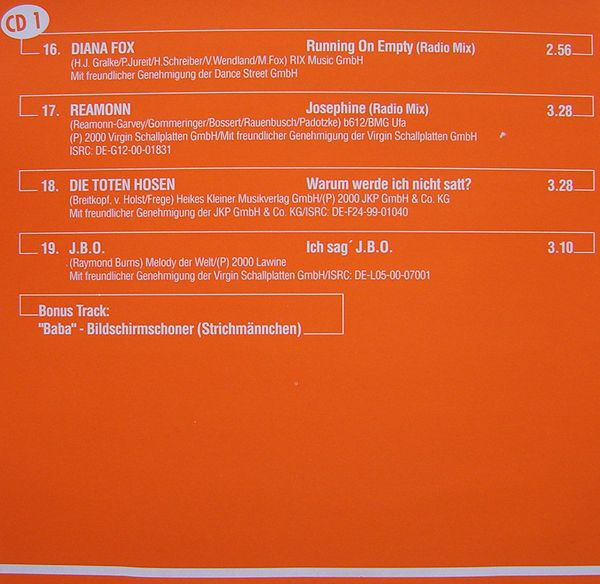 CD 1
16. DIANA FOX Running On Empty (Radio Mix) 2.56
(H.J. Gralke/P.Jureit/H.Schreiber/V.Wendland/M.Fox) RIX Music GmbH
Mit freundlicher Genehmigung der Dance Street GmbH
17. REAMONN Josephine (Radio Mix) 3.28
(Reamonn-Garvey/Gommeringer/Bossert/Rauenbusch/Padotzke) b612/BMG Ufa
(P) 2000 Virgin Schallplatten GmbH/Mit freundlicher Genehmigung der Virgin Schallplatten GmbH
ISRC: DE-G12-00-01831
18. DIE TOTEN HOSEN Warum werde ich nicht satt? 3.28
(Breitkopf, v. Holst/Frege) Heikes Kleiner Musikverlag GmbH/(P) 2000 JKP GmbH & Co. KG
Mit freundlicher Genehmigung der JKP GmbH & Co. KG/ISRC: DE-F24-99-01040
19. J.B.O. Ich sag´ J.B.O. 3.10
(Raymond Burns) Melody der Welt/(P) 2000 Lawine
Mit freundlicher Genehmigung der Virgin Schallplatten GmbH/ISRC: DE-L05-00-07001
Bonus Track:
"Baba" - Bildschirmschoner (Strichmännchen)